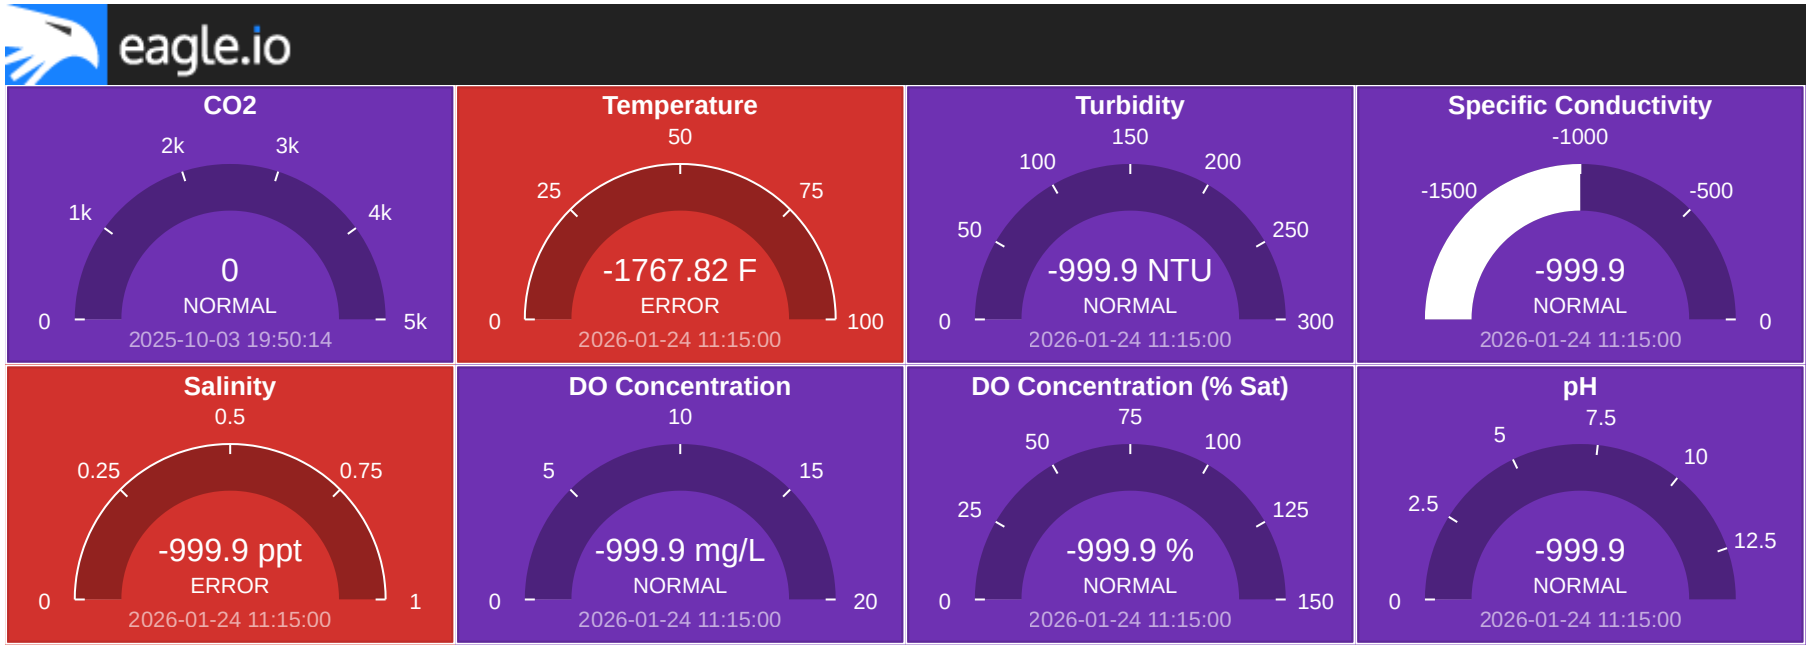 eagle.io
CO2
0
1k
2k
3k
4k
5k
0
NORMAL
2025-10-03 19:50:14
Temperature
0
25
50
75
100
-1767.82 F
ERROR
2026-01-24 11:15:00
Turbidity
0
50
100
150
200
250
300
-999.9 NTU
NORMAL
2026-01-24 11:15:00
Specific Conductivity
-1500
-1000
-500
0
-999.9
NORMAL
2026-01-24 11:15:00
Salinity
0
0.25
0.5
0.75
1
-999.9 ppt
ERROR
2026-01-24 11:15:00
DO Concentration
0
5
10
15
20
-999.9 mg/L
NORMAL
2026-01-24 11:15:00
DO Concentration (% Sat)
0
25
50
75
100
125
150
-999.9 %
NORMAL
2026-01-24 11:15:00
pH
0
2.5
5
7.5
10
12.5
-999.9
NORMAL
2026-01-24 11:15:00